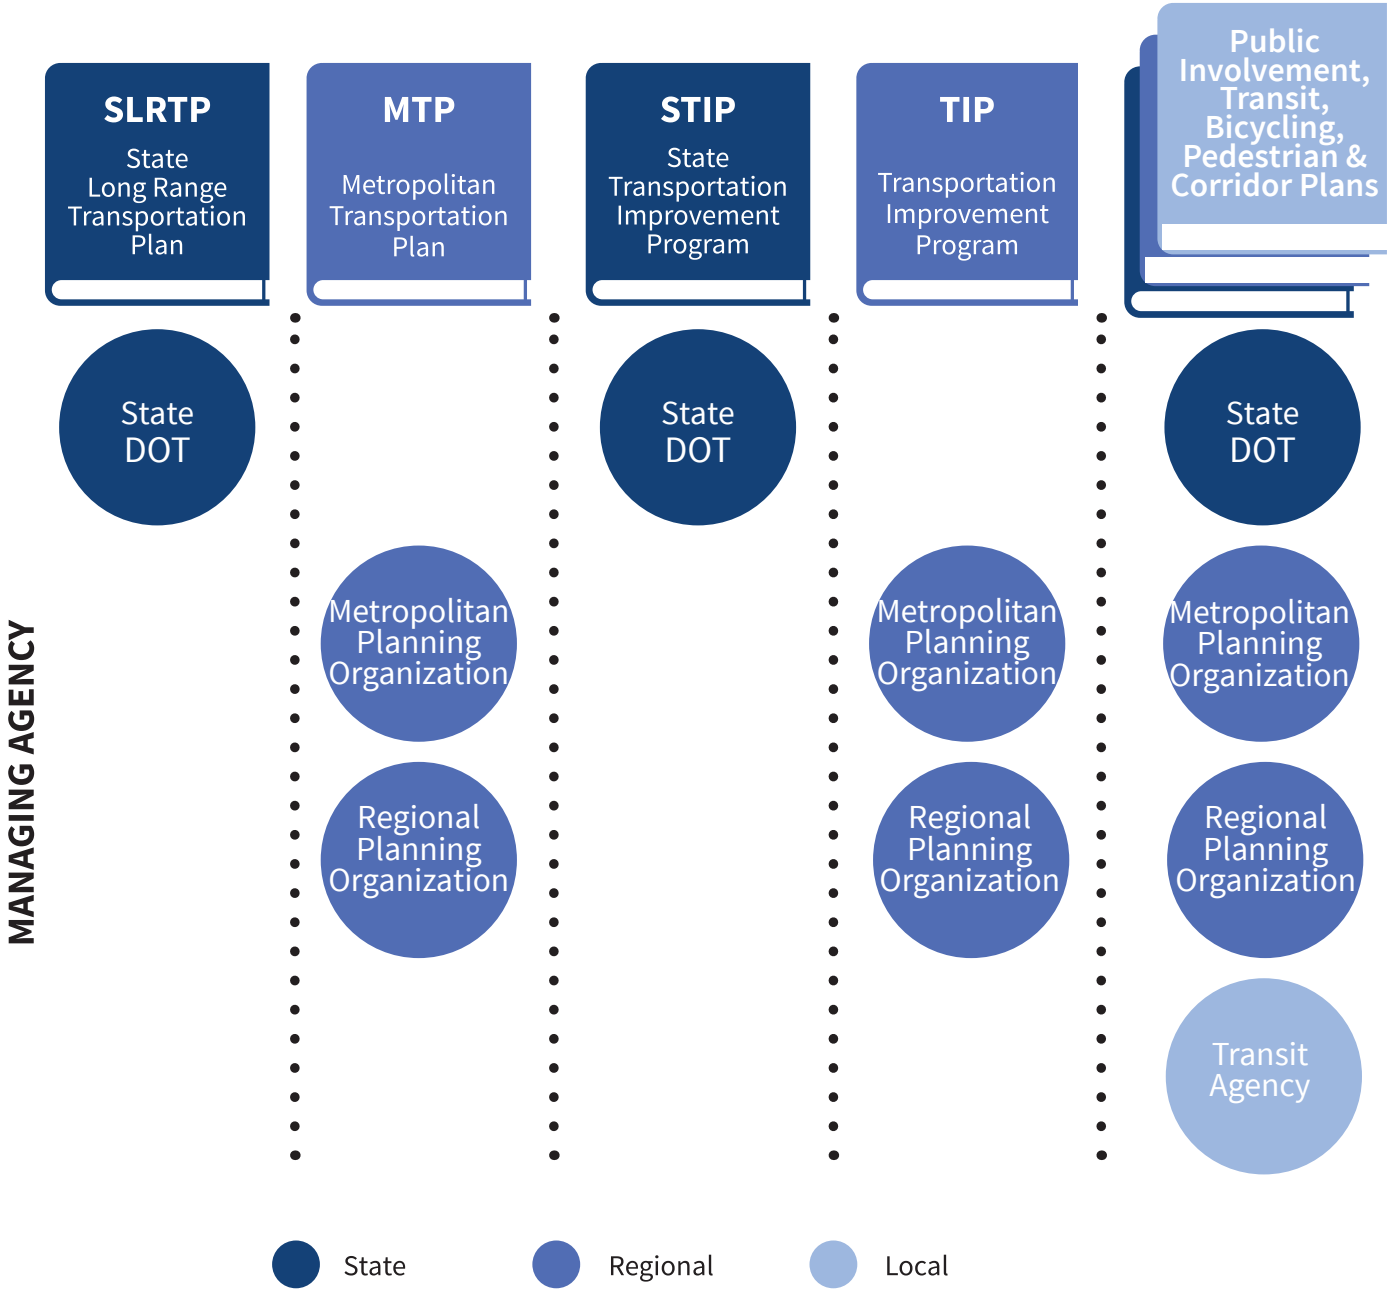 SLRTP
State
Long Range
Transportation
Plan
MTP
Metropolitan
Transportation
Plan
STIP
State
Transportation
Improvement
Program
TIP
Transportation
Improvement
Program
Public
Involvement,
Transit,
Bicycling,
Pedestrian &
Corridor Plans
MANAGING AGENCY
State
DOT
State
DOT
State
DOT
Metropolitan
Planning
Organization
Metropolitan
Planning
Organization
Metropolitan
Planning
Organization
Regional
Planning
Organization
Regional
Planning
Organization
Regional
Planning
Organization
Transit
Agency
State
Regional
Local